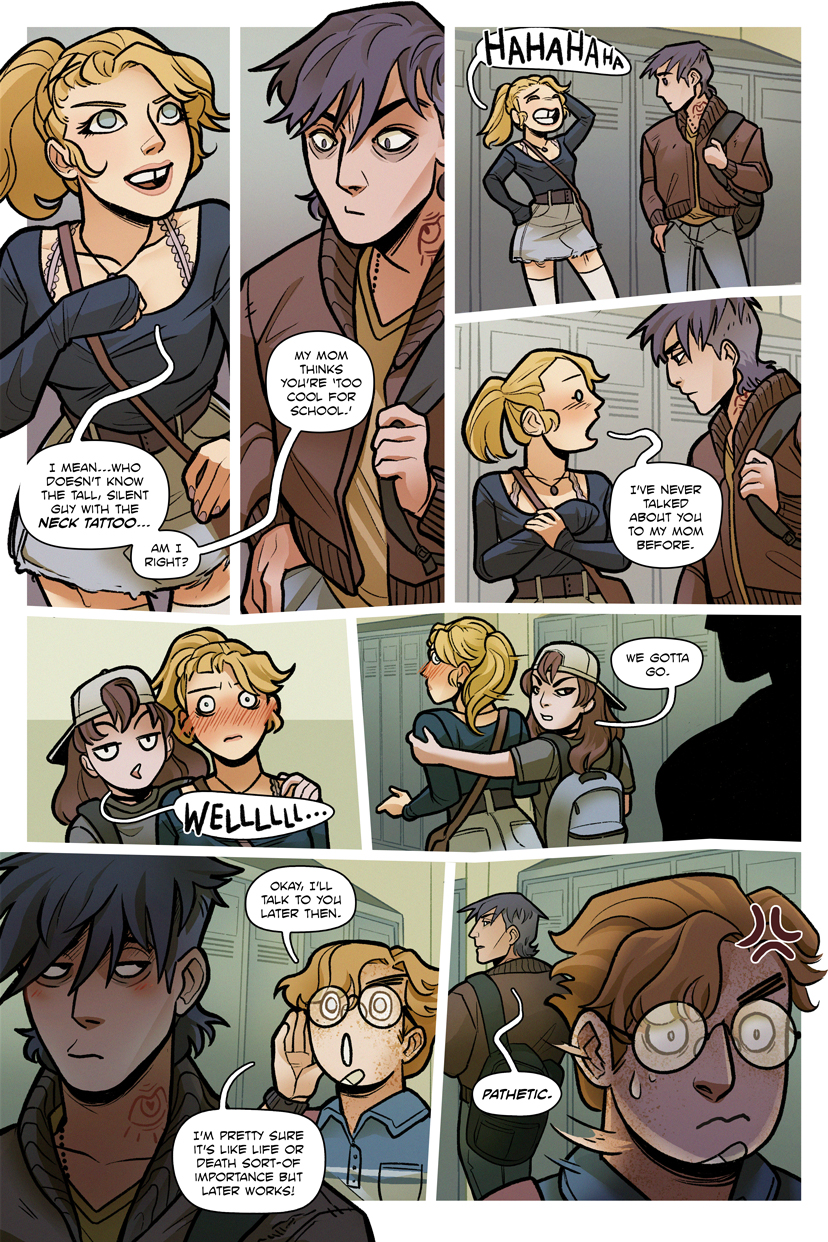 I MEAN...WHO
DOESN'T KNOW
THE TALL, SILENT
GUY WITH THE
NECK TATTOO...
AM I
RIGHT?
MY MOM
THINKS
YOU'RE 'TOO
COOL FOR
SCHOOL.'
HAHAHAHA
I'VE NEVER
TALKED
ABOUT YOU
TO MY MOM
BEFORE.
WELLLLLL...
WE GOTTA
GO.
OKAY, I'LL
TALK TO YOU
LATER THEN.
I'M PRETTY SURE
IT'S LIKE LIFE OR
DEATH SORT-OF
IMPORTANCE BUT
LATER WORKS!
PATHETIC.